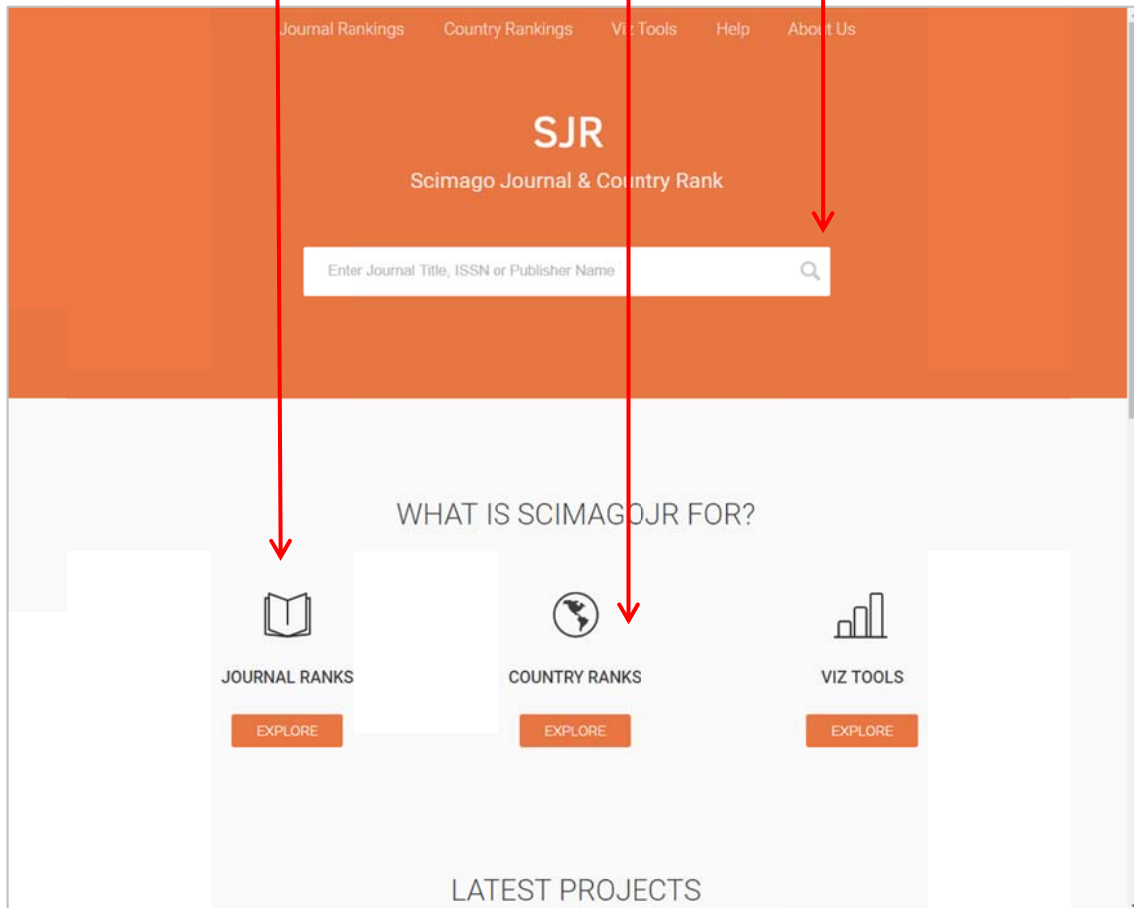 Journal Rankings Country Rankings Viz Tools Help About Us
SJR
Scimago Journal & Country Rank
Enter Journal Title, ISSN or Publisher Name
WHAT IS SCIMAGOJR FOR?
JOURNAL RANKS COUNTRY RANKS VIZ TOOLS
EXPLORE EXPLORE EXPLORE
LATEST PROJECTS